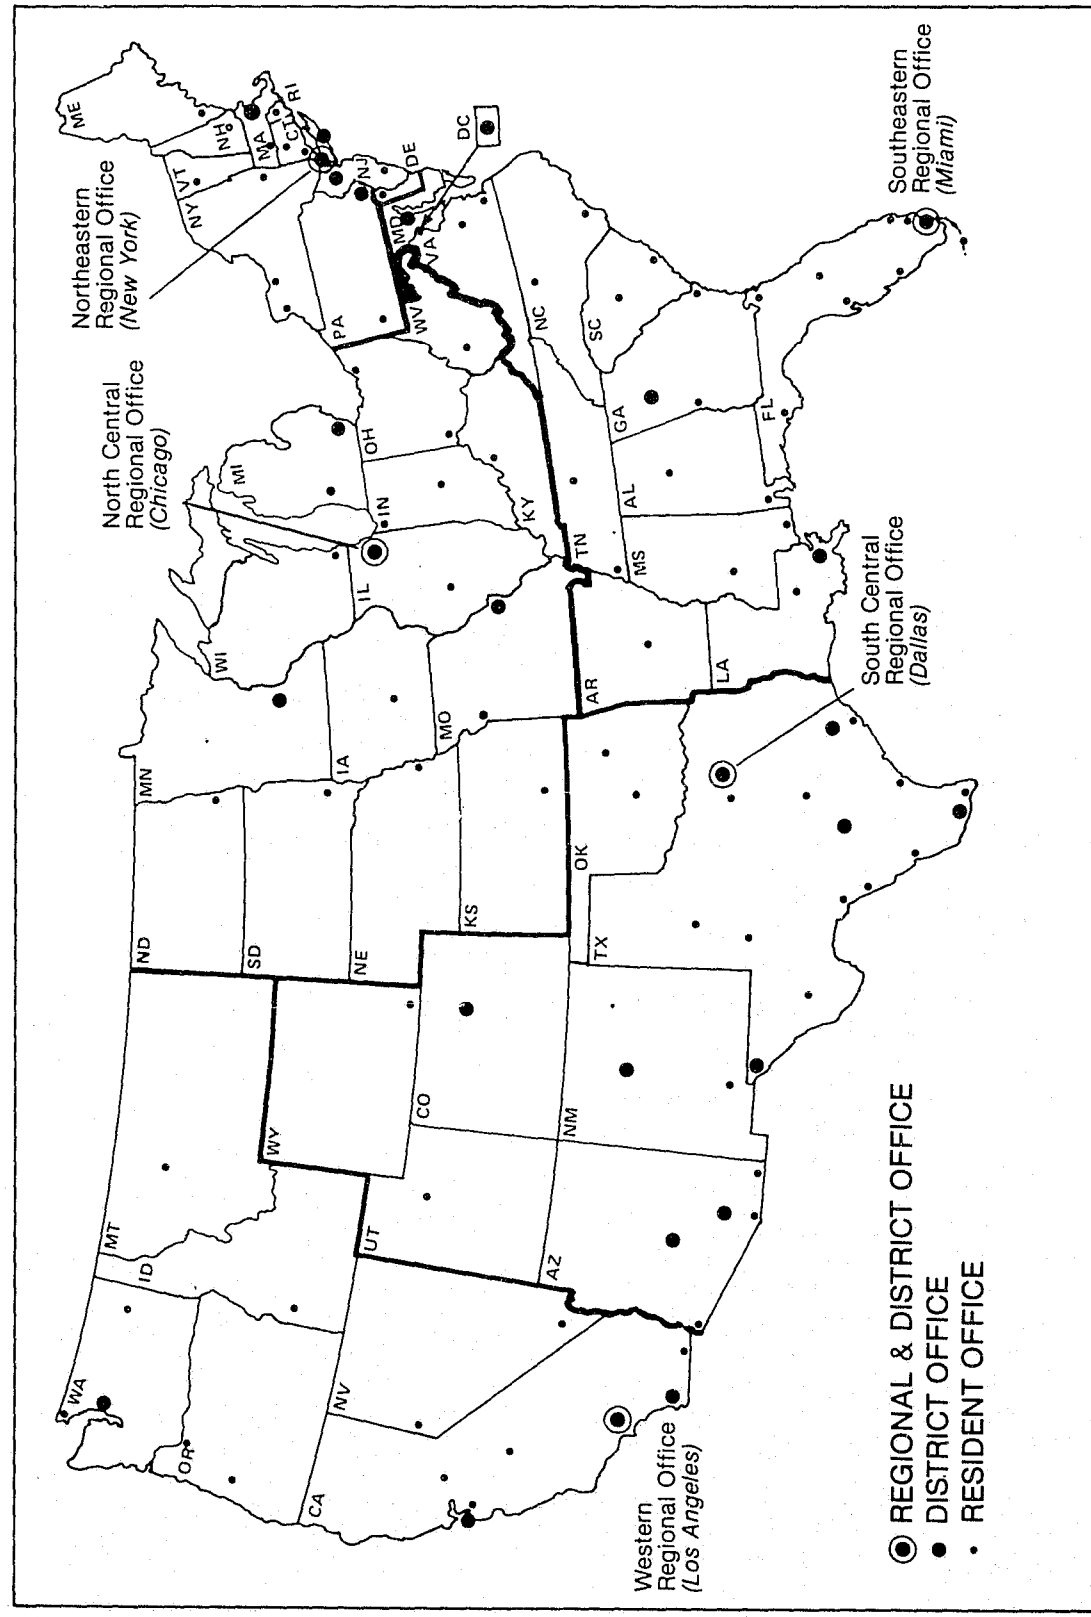 Northeastern
Regional Office
(New York)
North Central
Regional Office
(Chicago)
Southeastern
Regional Office
(Miami)
South Central
Regional Office
(Dallas)
Western
Regional Office
(Los Angeles)
WA
OR
CA
ID
MT
NV
UT
AZ
WY
CO
NM
ND
SD
NE
KS
OK
TX
MN
IA
MO
AR
LA
WI
IL
MI
IN
OH
KY
TN
MS
AL
GA
FL
SC
NC
WV
VA
MD
DC
DE
PA
NJ
NY
VT
NH
ME
MA
CT
RI
REGIONAL & DISTRICT OFFICE
DISTRICT OFFICE
RESIDENT OFFICE